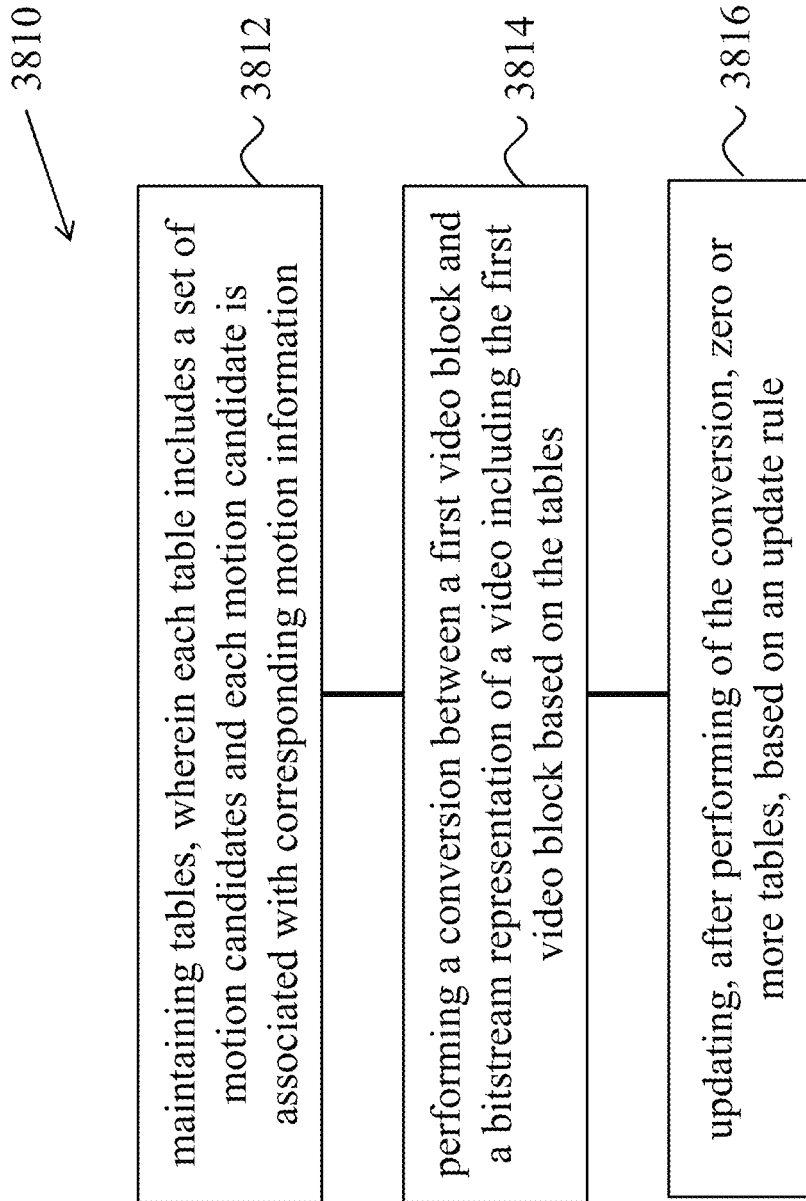 3810
maintaining tables, wherein each table includes a set of
motion candidates and each motion candidate is
associated with corresponding motion information
3812
performing a conversion between a first video block and
a bitstream representation of a video including the first
video block based on the tables
3814
updating, after performing of the conversion, zero or
more tables, based on an update rule
3816